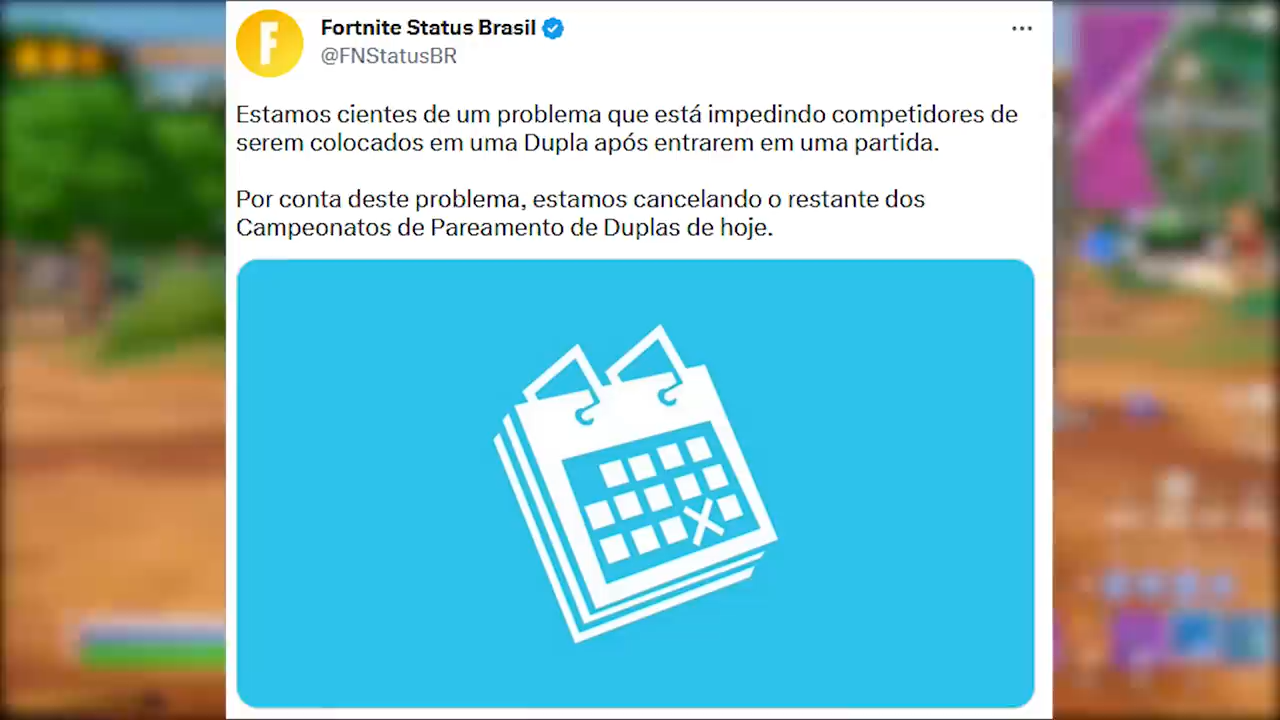 Fortnite Status Brasil
@FNStatusBR
Estamos cientes de um problema que está impedindo competidores de
serem colocados em uma Dupla após entrarem em uma partida.
Por conta deste problema, estamos cancelando o restante dos
Campeonatos de Pareamento de Duplas de hoje.